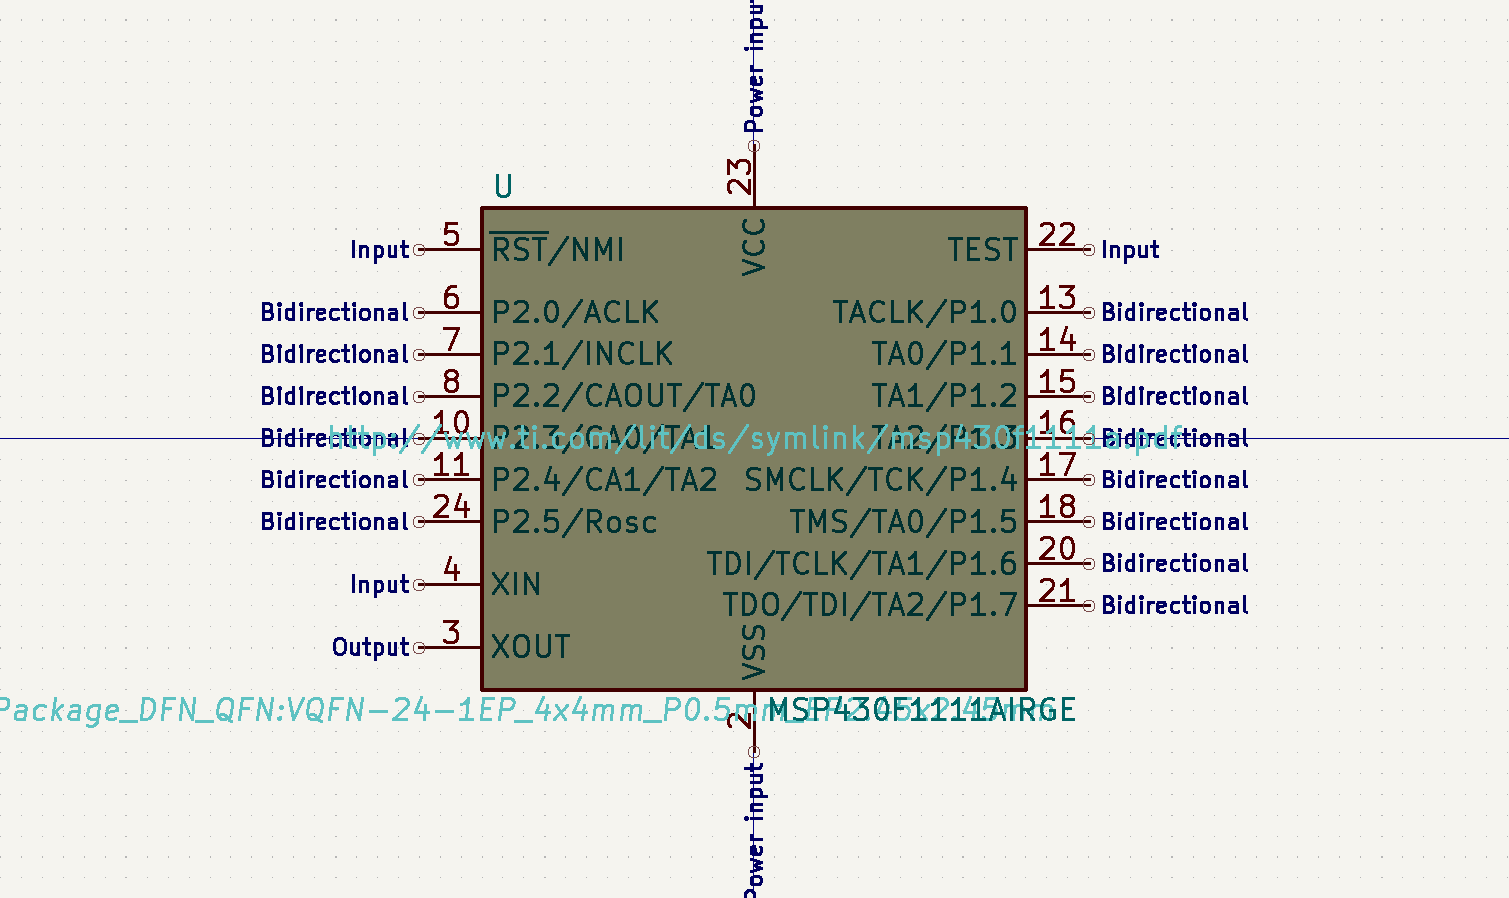 Power input
23
VCC
U
Input 5 RST/NMI
TEST 22 Input
Bidirectional 6 P2.0/ACLK
TACLK/P1.0 13 Bidirectional
Bidirectional 7 P2.1/INCLK
TA0/P1.1 14 Bidirectional
Bidirectional 8 P2.2/CAOUT/TA0
TA1/P1.2 15 Bidirectional
Bidirectional 10 P2.3/CA0/TA1
TA2/P1.3 16 Bidirectional
http://www.ti.com/lit/ds/symlink/msp430f1111a.pdf
Bidirectional 11 P2.4/CA1/TA2
SMCLK/TCK/P1.4 17 Bidirectional
Bidirectional 24 P2.5/Rosc
TMS/TA0/P1.5 18 Bidirectional
TDI/TCLK/TA1/P1.6 20 Bidirectional
Input 4 XIN
TDO/TDI/TA2/P1.7 21 Bidirectional
Output 3 XOUT
VSS
Package_DFN_QFN:VQFN-24-1EP_4x4mm_P0.5mm_EP2.45x2.45mm
MSP430F1111AIRGE
2
Power input